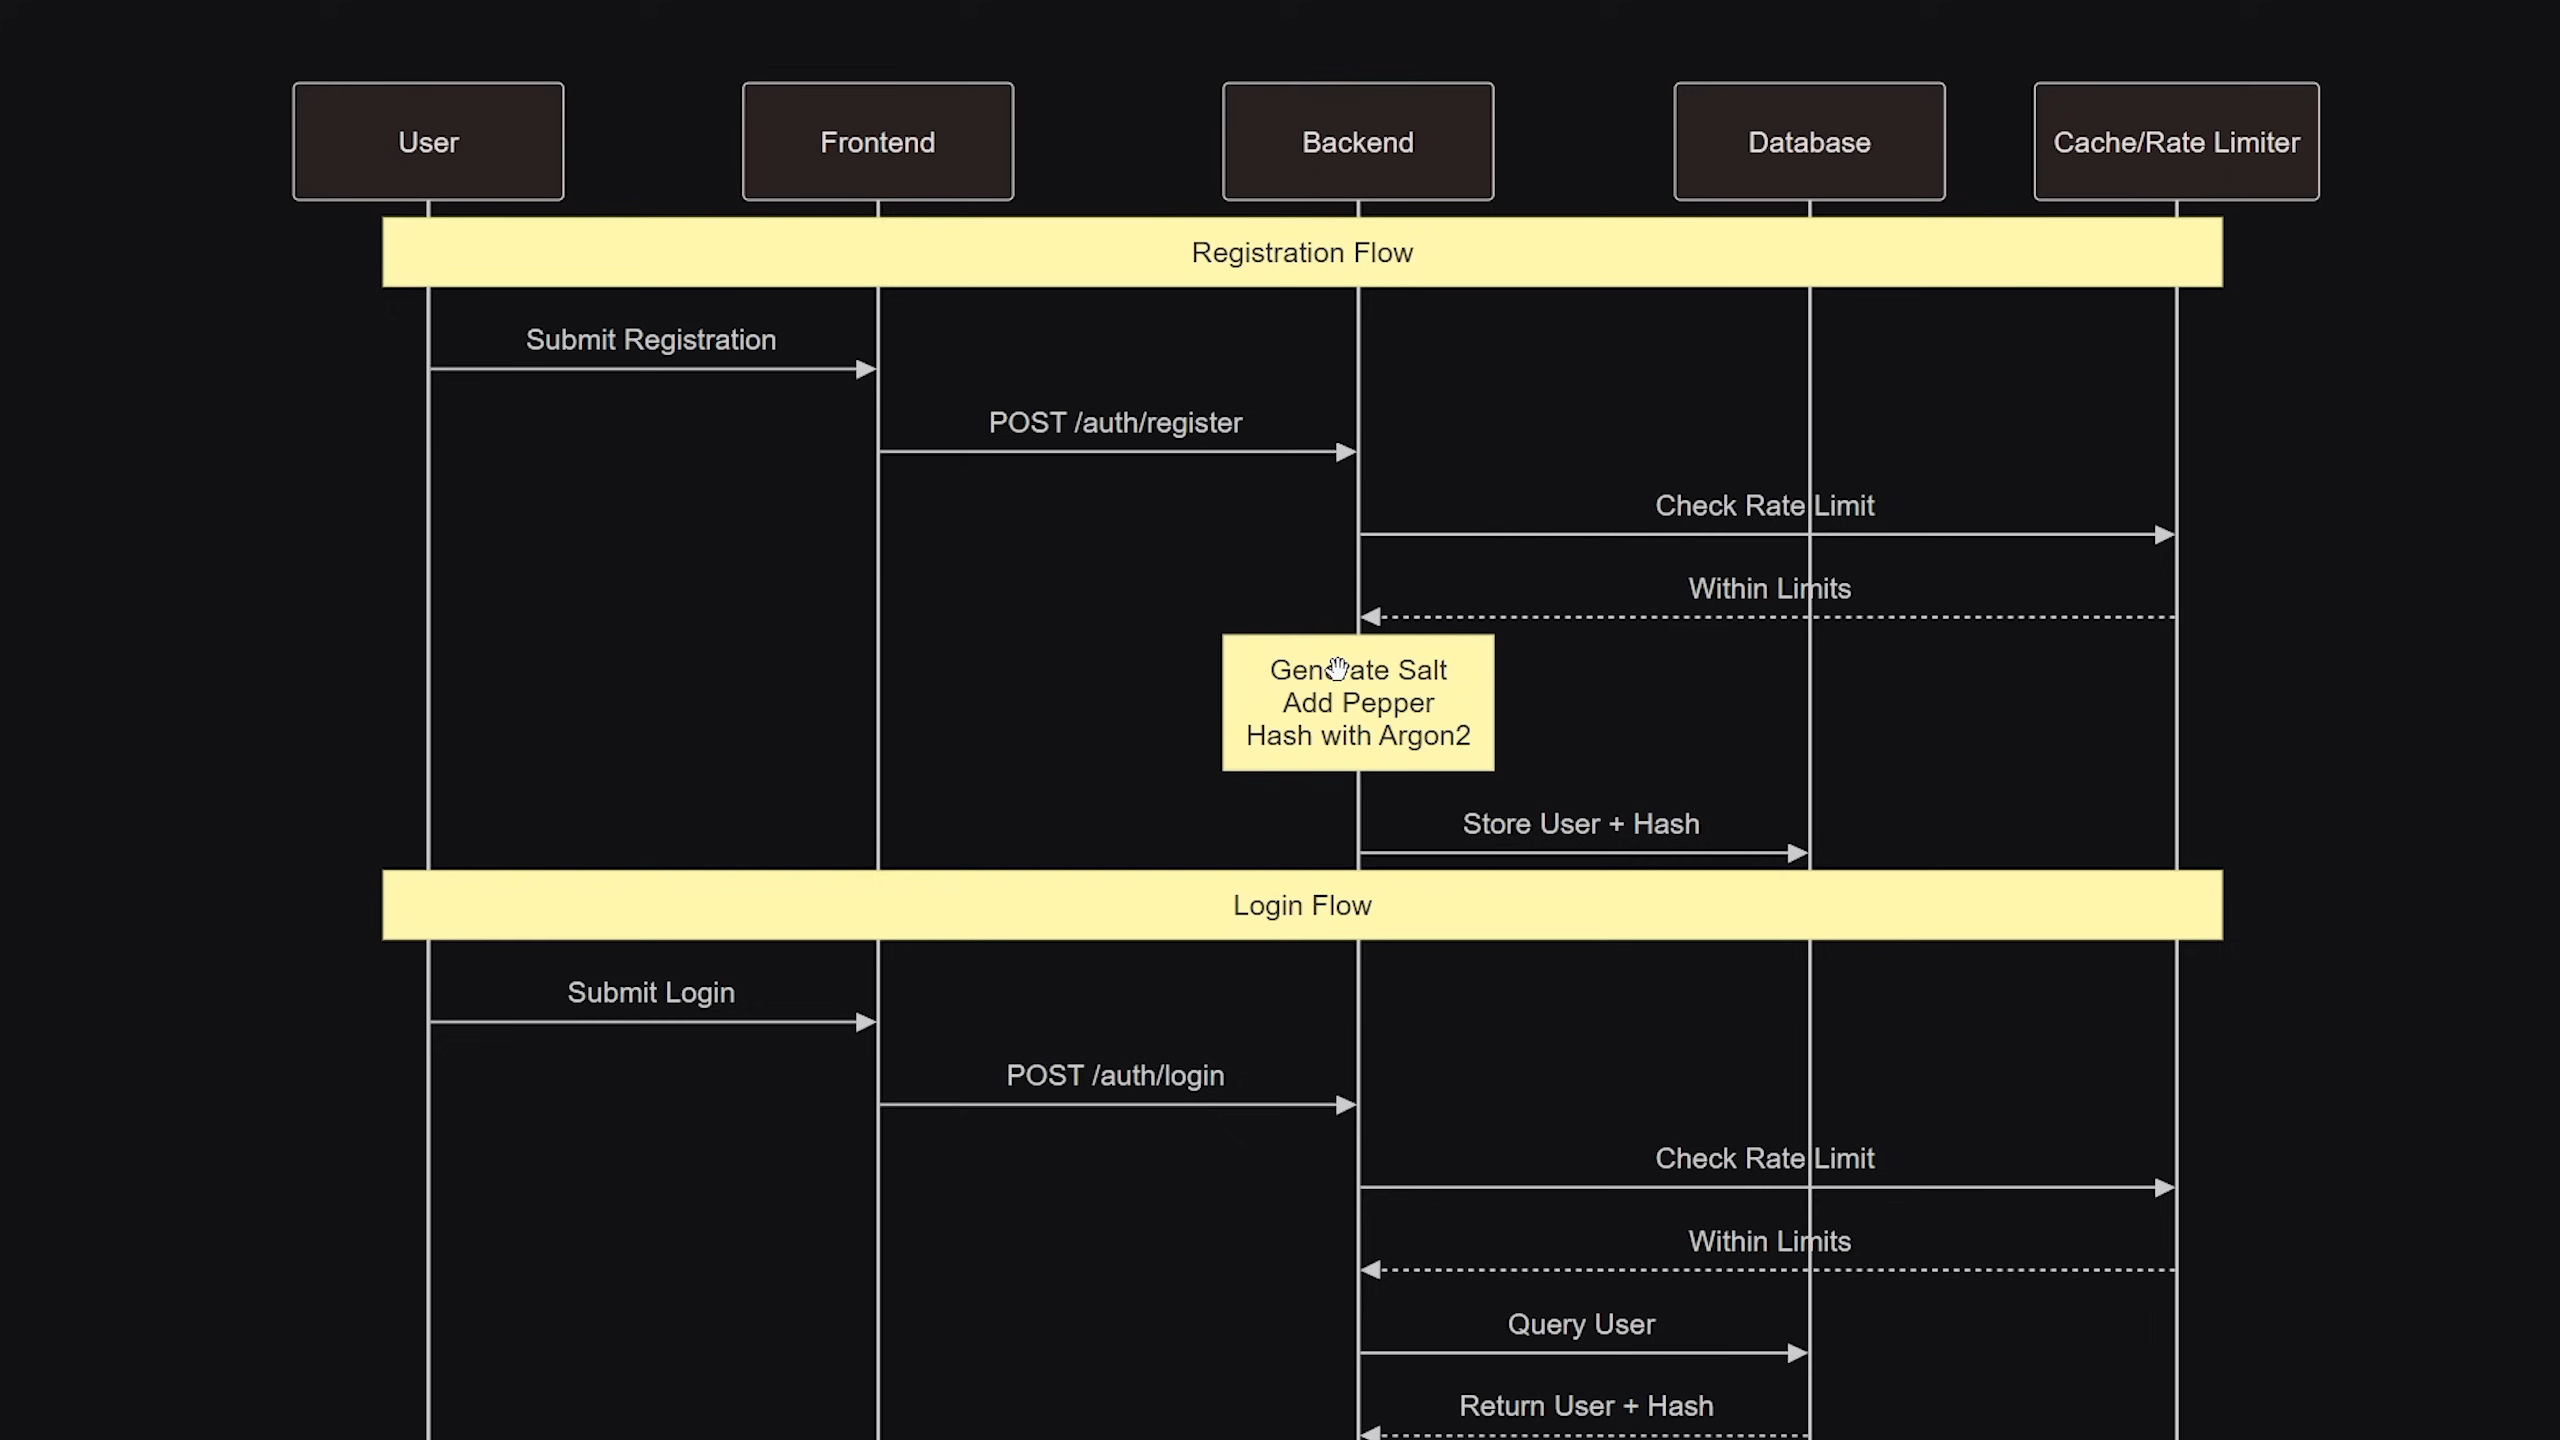 User
Frontend
Backend
Database
Cache/Rate Limiter
Registration Flow
Submit Registration
POST /auth/register
Check Rate Limit
Within Limits
Generate Salt
Add Pepper
Hash with Argon2
Store User + Hash
Login Flow
Submit Login
POST /auth/login
Check Rate Limit
Within Limits
Query User
Return User + Hash